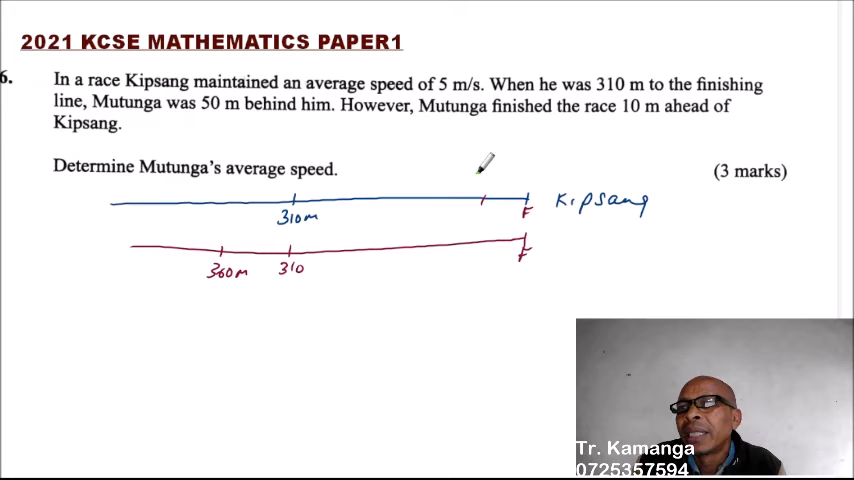 2021 KCSE MATHEMATICS PAPER1
6.
In a race Kipsang maintained an average speed of 5 m/s. When he was 310 m to the finishing
line, Mutunga was 50 m behind him. However, Mutunga finished the race 10 m ahead of
Kipsang.
Determine Mutunga's average speed. (3 marks)
Kipsang
310m F
360m 310 F
Tr. Kamanga
0725357594